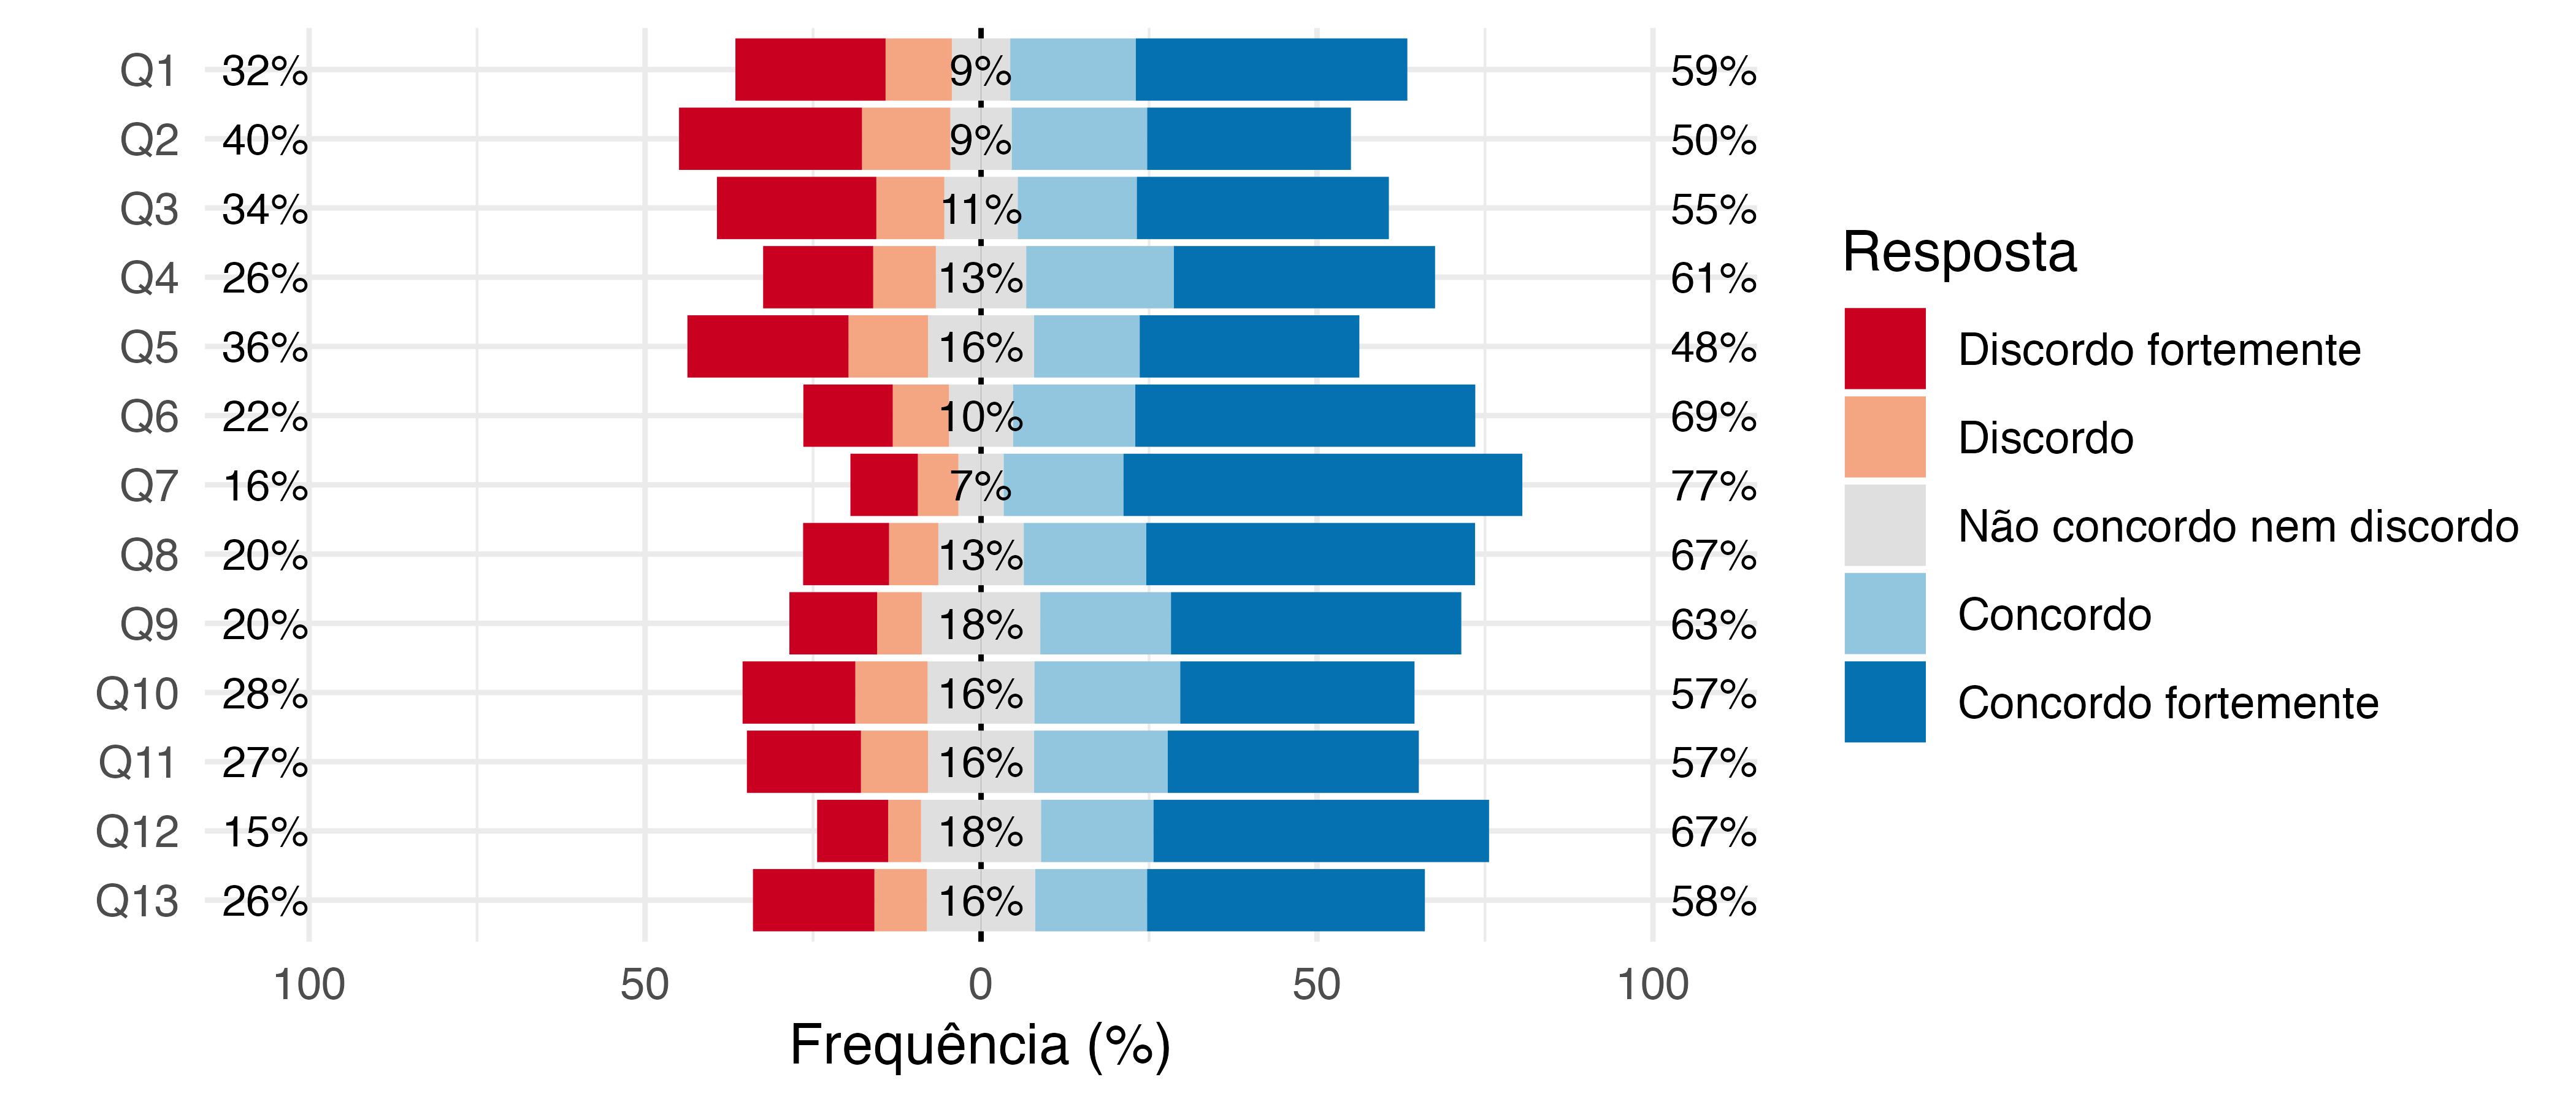 Q1 32% 9% 59%
Q2 40% 9% 50%
Q3 34% 11% 55%
Q4 26% 13% 61%
Q5 36% 16% 48%
Q6 22% 10% 69%
Q7 16% 7% 77%
Q8 20% 13% 67%
Q9 20% 18% 63%
Q10 28% 16% 57%
Q11 27% 16% 57%
Q12 15% 18% 67%
Q13 26% 16% 58%
100 50 0 50 100
Frequência (%)
Resposta
Discordo fortemente
Discordo
Não concordo nem discordo
Concordo
Concordo fortemente